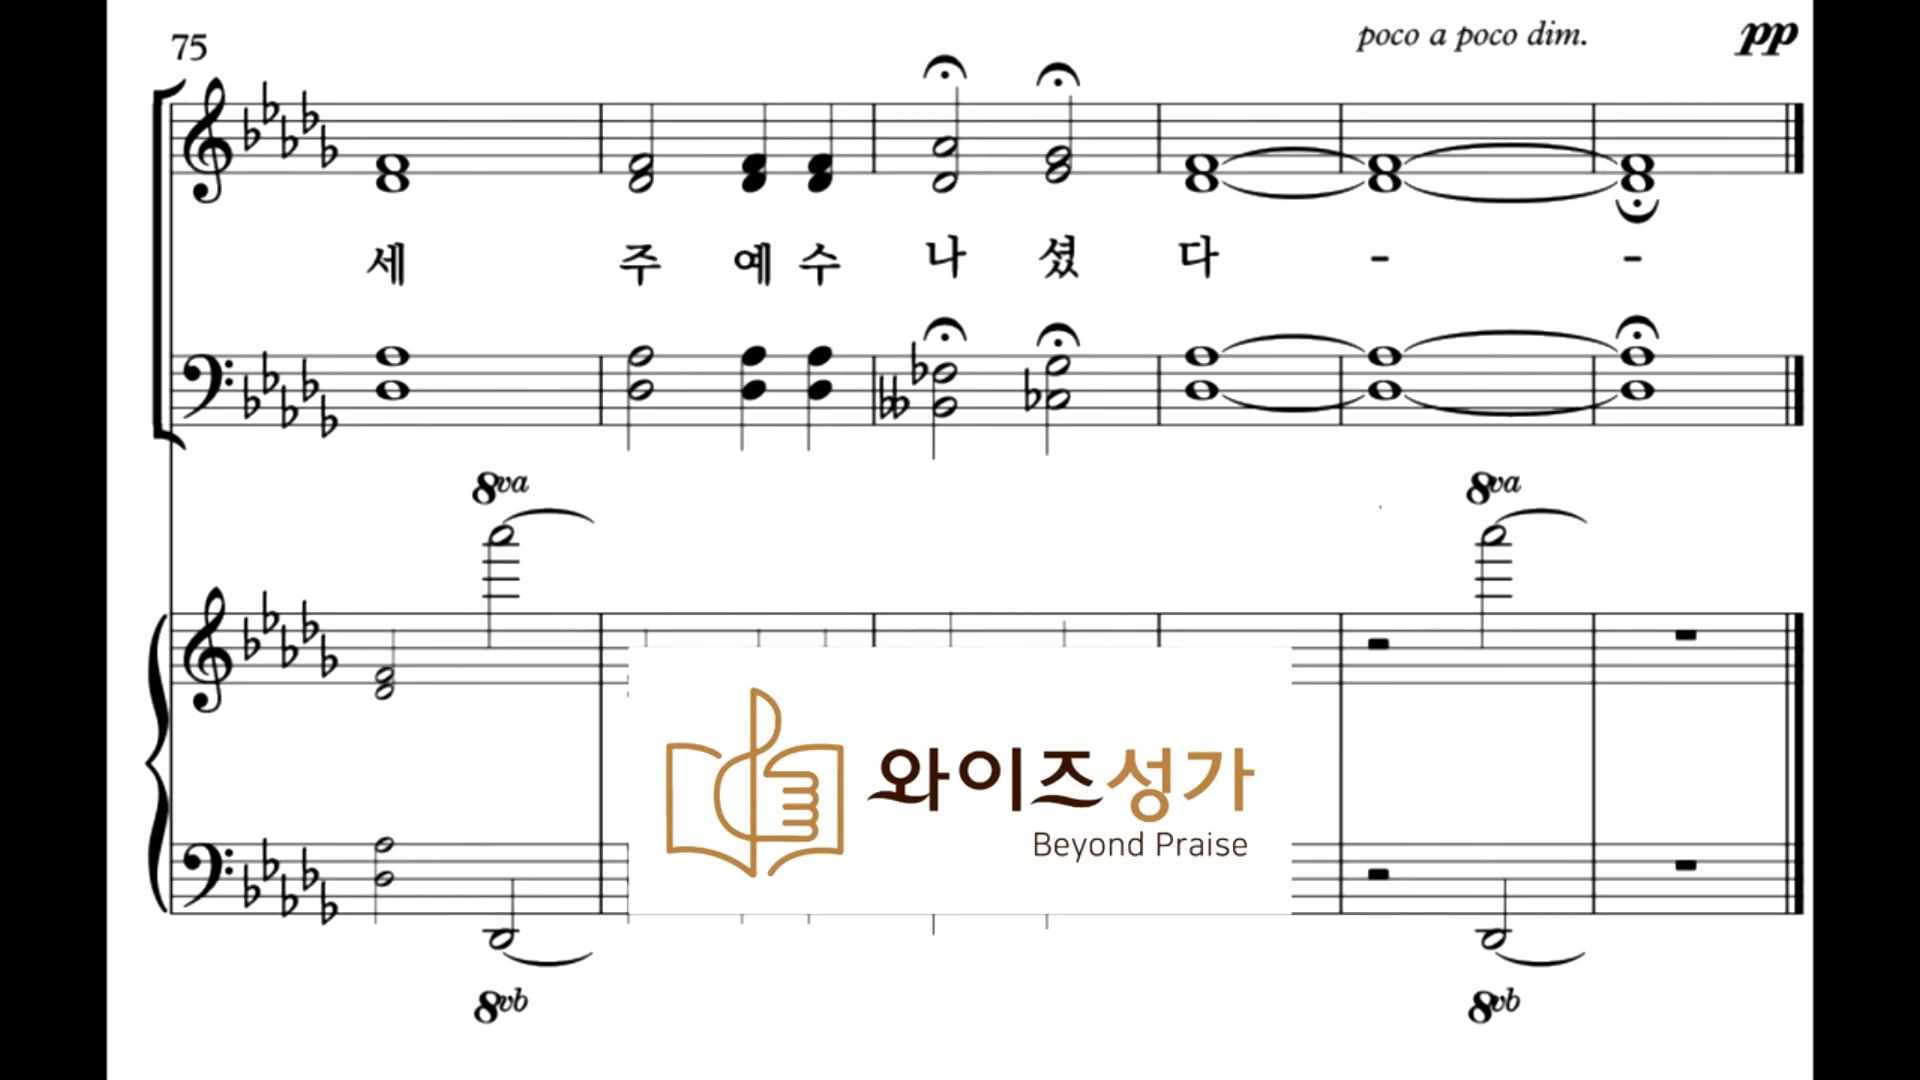 75
poco a poco dim. pp
세 주 예 수 나 셨 다 - -
8va 8va
와이즈성가
Beyond Praise
8vb 8vb